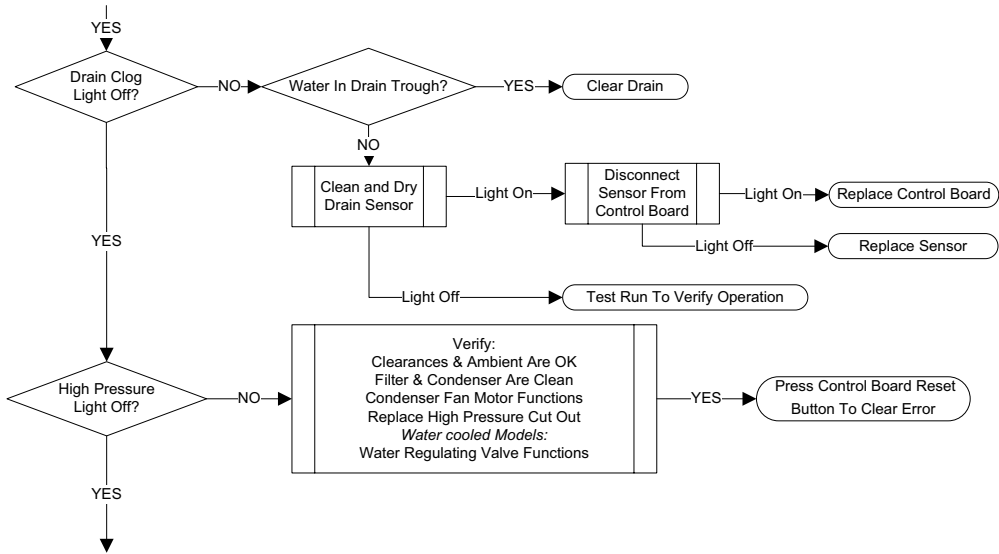 YES
Drain Clog
Light Off?
NO
Water In Drain Trough?
YES
Clear Drain
NO
Clean and Dry
Drain Sensor
Light On
Disconnect
Sensor From
Control Board
Light On
Replace Control Board
Light Off
Replace Sensor
Light Off
Test Run To Verify Operation
YES
High Pressure
Light Off?
NO
Verify:
Clearances & Ambient Are OK
Filter & Condenser Are Clean
Condenser Fan Motor Functions
Replace High Pressure Cut Out
Water cooled Models:
Water Regulating Valve Functions
YES
Press Control Board Reset
Button To Clear Error
YES